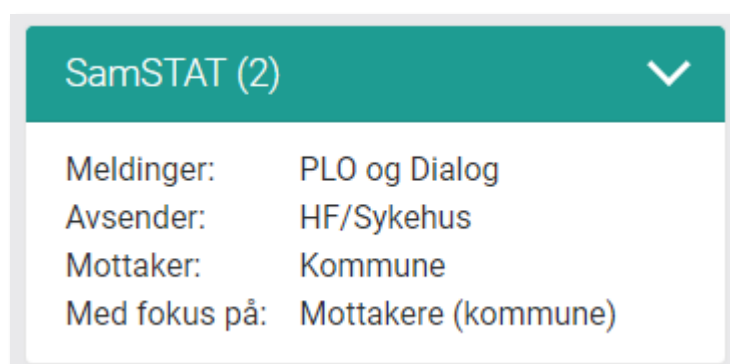 SamSTAT (2)
Meldinger: PLO og Dialog
Avsender: HF/Sykehus
Mottaker: Kommune
Med fokus på: Mottakere (kommune)